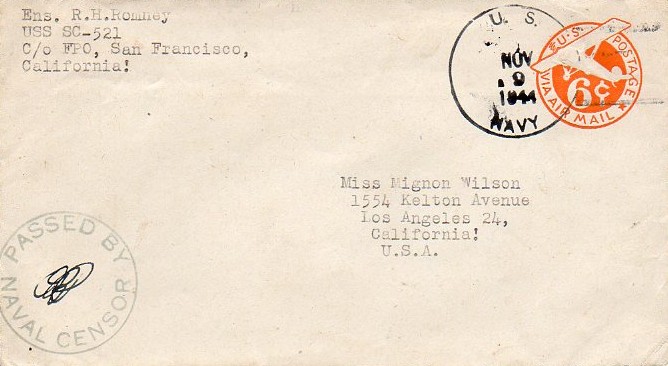 Ens. R.H.Romney
USS SC-521
C/o FPO, San Francisco,
California!
U. S.
NOV
9
1944
NAVY
U.S. POSTAGE
6¢
VIA AIR MAIL
Miss Mignon Wilson
1554 Kelton Avenue
Los Angeles 24,
California!
U.S.A.
PASSED BY
NAVAL CENSOR